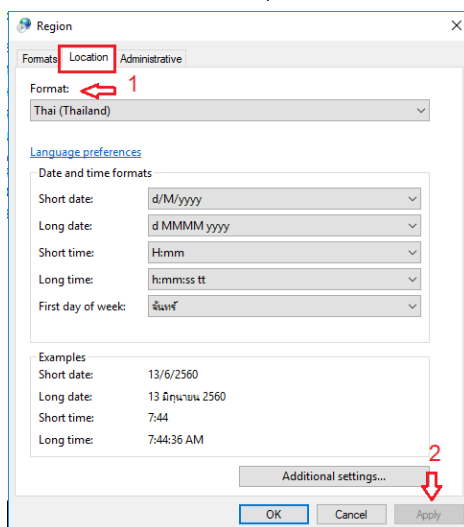 Region
Formats Location Administrative
Format: 1
Thai (Thailand)
Language preferences
Date and time formats
Short date: d/M/yyyy
Long date: d MMMM yyyy
Short time: H:mm
Long time: h:mm:ss tt
First day of week: จันทร์
Examples
Short date: 13/6/2560
Long date: 13 มิถุนายน 2560
Short time: 7:44
Long time: 7:44:36 AM
2
Additional settings...
OK Cancel Apply